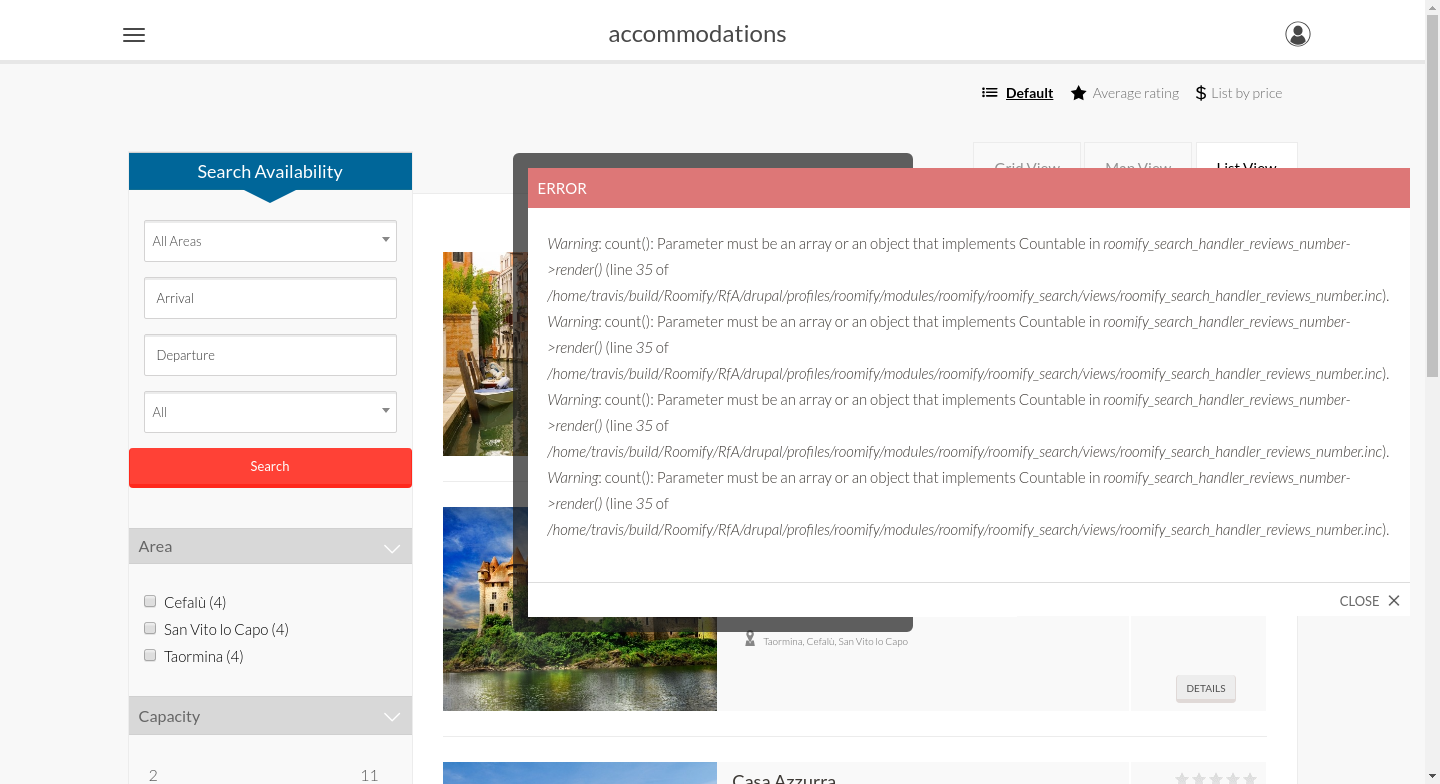 accommodations
Default
Average rating
List by price
Search Availability
All Areas
Arrival
Departure
All
Search
Area
Cefalù (4)
San Vito lo Capo (4)
Taormina (4)
Capacity
2
11
Grid View
Map View
List View
ERROR
Warning: count(): Parameter must be an array or an object that implements Countable in roomify_search_handler_reviews_number-
>render() (line 35 of
/home/travis/build/Roomify/RfA/drupal/profiles/roomify/modules/roomify/roomify_search/views/roomify_search_handler_reviews_number.inc).
Warning: count(): Parameter must be an array or an object that implements Countable in roomify_search_handler_reviews_number-
>render() (line 35 of
/home/travis/build/Roomify/RfA/drupal/profiles/roomify/modules/roomify/roomify_search/views/roomify_search_handler_reviews_number.inc).
Warning: count(): Parameter must be an array or an object that implements Countable in roomify_search_handler_reviews_number-
>render() (line 35 of
/home/travis/build/Roomify/RfA/drupal/profiles/roomify/modules/roomify/roomify_search/views/roomify_search_handler_reviews_number.inc).
Warning: count(): Parameter must be an array or an object that implements Countable in roomify_search_handler_reviews_number-
>render() (line 35 of
/home/travis/build/Roomify/RfA/drupal/profiles/roomify/modules/roomify/roomify_search/views/roomify_search_handler_reviews_number.inc).
CLOSE
Taormina, Cefalù, San Vito lo Capo
DETAILS
Casa Azzurra